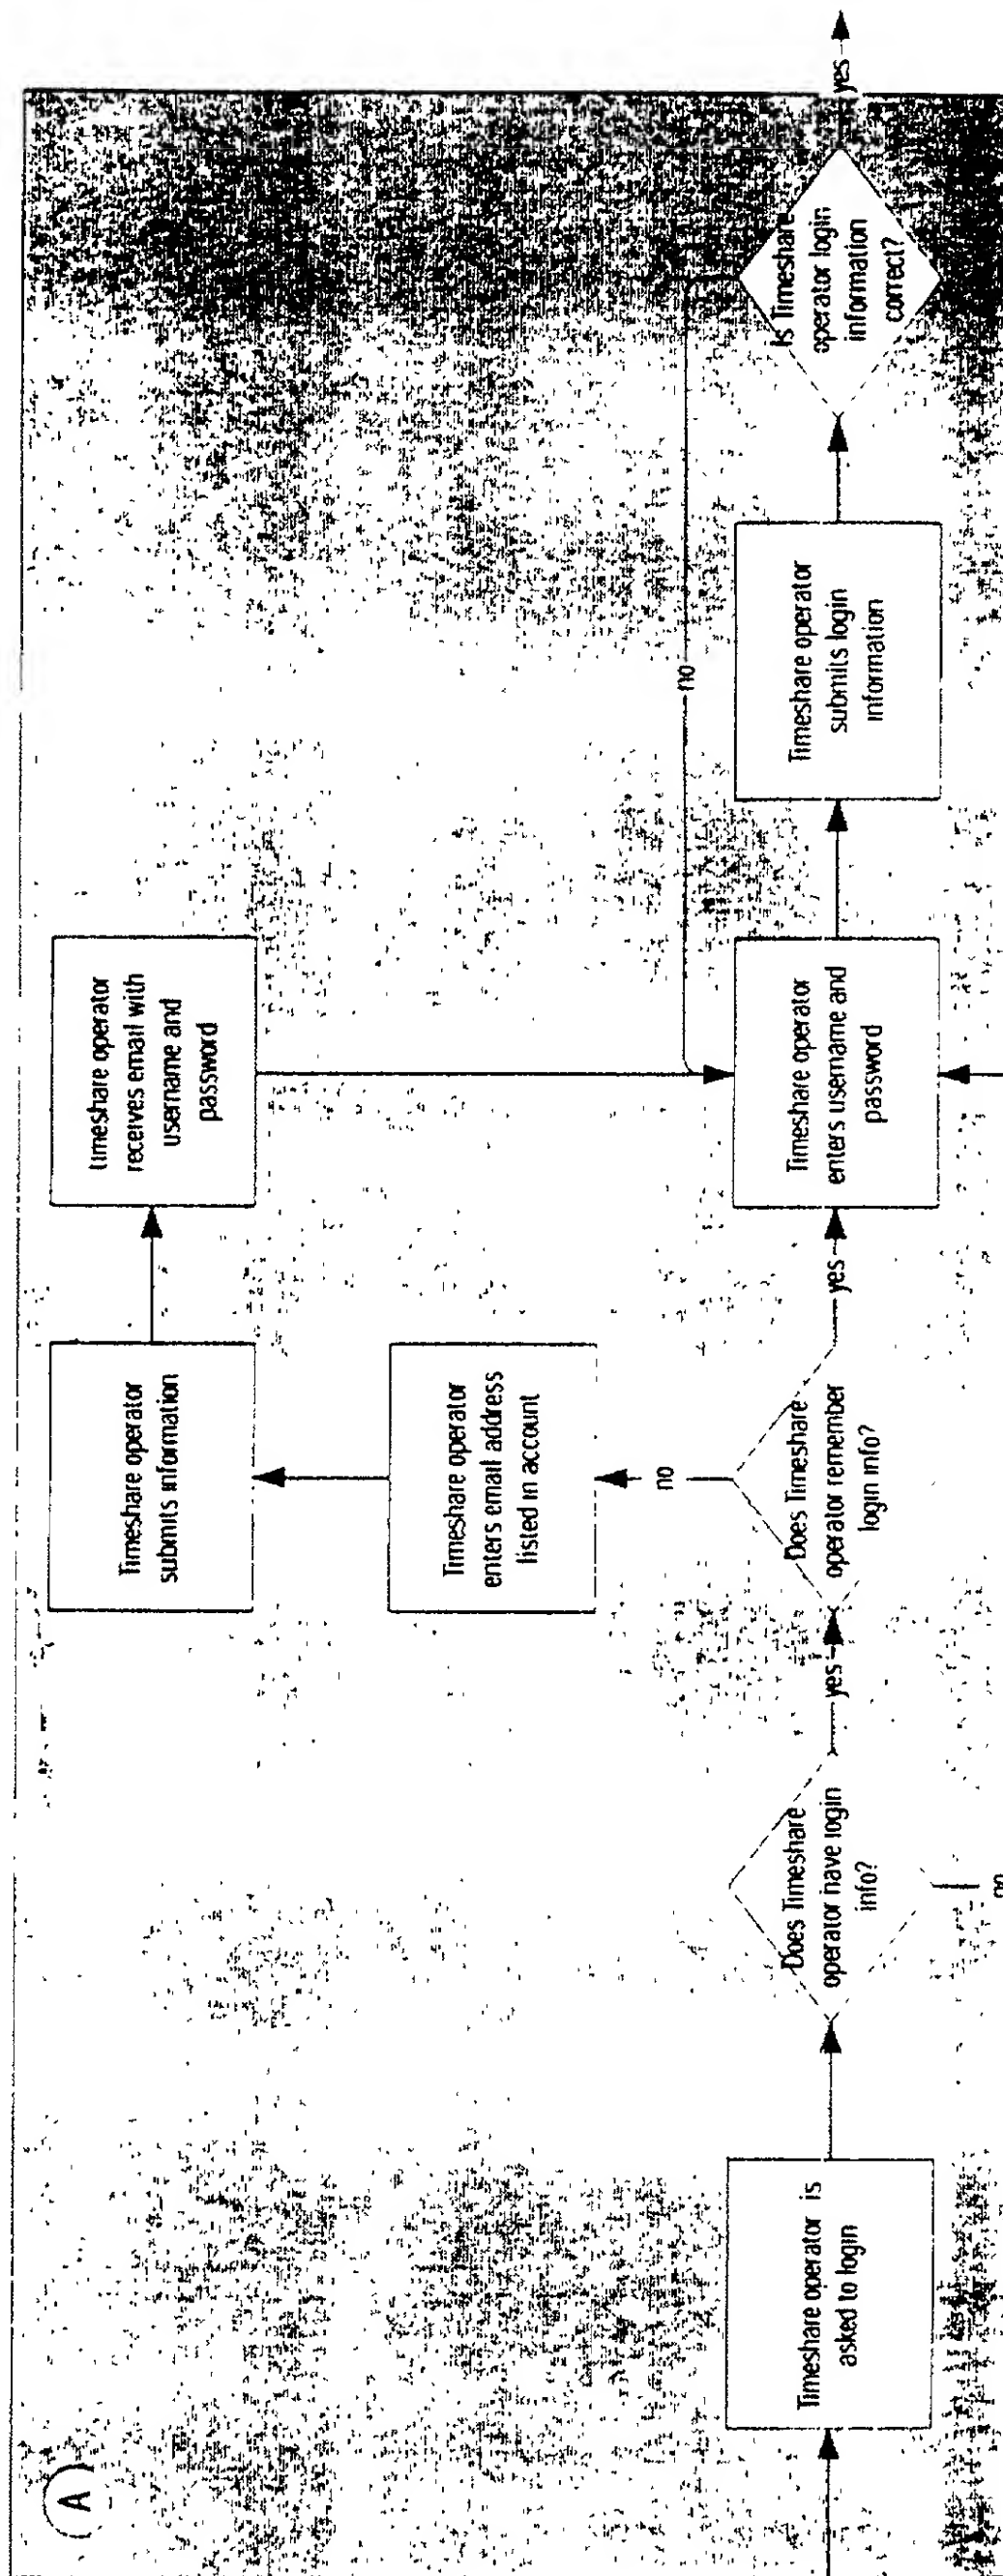 A
Timeshare operator is
asked to login
Does Timeshare
operator have login
info?
no
yes
Does Timeshare
operator remember
login info?
no
yes
Timeshare operator
enters email address
listed in account
Timeshare operator
submits information
timeshare operator
receives email with
username and
password
Timeshare operator
enters username and
password
Timeshare operator
submits login
information
no
Is Timeshare
operator login
information
correct?
yes